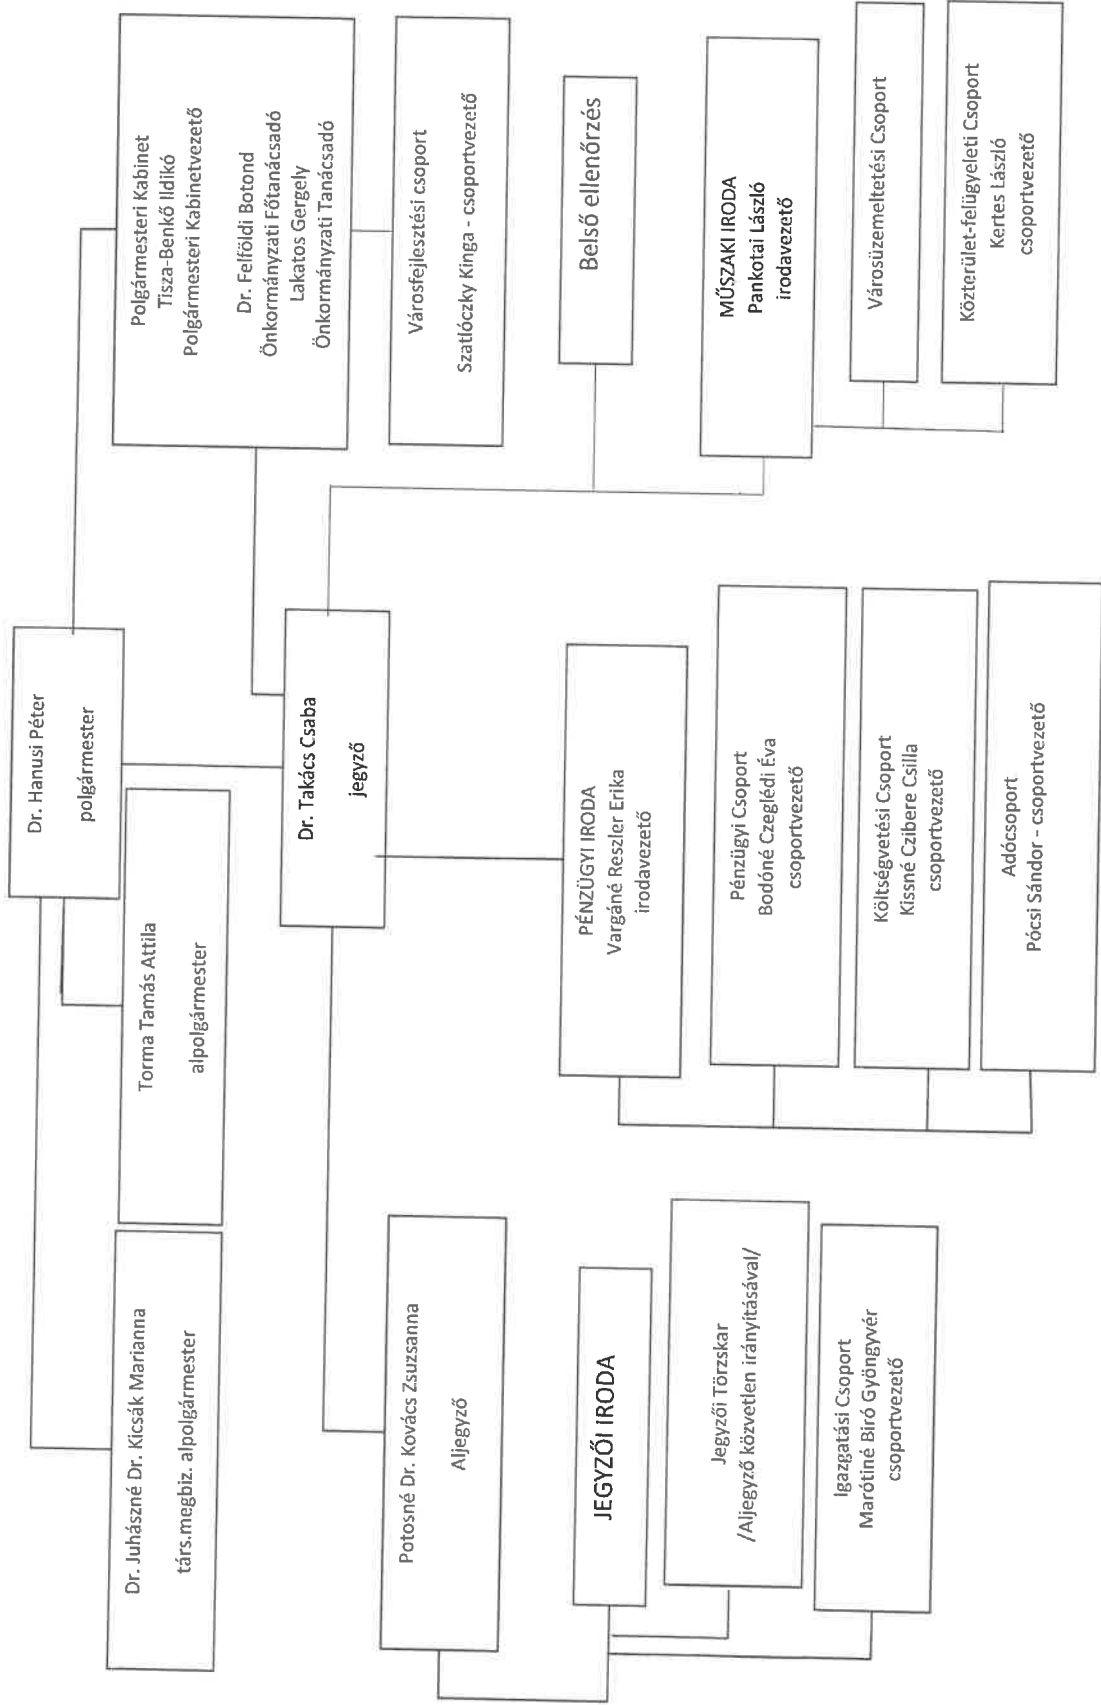 Dr. Hanusi Péter
polgármester
Dr. Juhászné Dr. Kicsák Marianna
társ.megbiz. alpolgármester
Torma Tamás Attila
alpolgármester
Polgármesteri Kabinet
Tisza-Benkő Ildikó
Polgármesteri Kabinetvezető
Dr. Felföldi Botond
Önkormányzati Főtanácsadó
Lakatos Gergely
Önkormányzati Tanácsadó
Városfejlesztési csoport
Szatlóczky Kinga - csoportvezető
Dr. Takács Csaba
jegyző
Potosné Dr. Kovács Zsuzsanna
Aljegyző
JEGYZŐI IRODA
Jegyzői Törzskar
/Aljegyző közvetlen irányításával/
Igazgatási Csoport
Marótiné Biró Gyöngyvér
csoportvezető
PÉNZÜGYI IRODA
Vargáné Reszler Erika
irodavezető
Pénzügyi Csoport
Bodóné Czeglédi Éva
csoportvezető
Költségvetési Csoport
Kissné Czibere Csilla
csoportvezető
Adócsoport
Pócsi Sándor - csoportvezető
Belső ellenőrzés
MŰSZAKI IRODA
Pankotai László
irodavezető
Városüzemeltetési Csoport
Közterület-felügyeleti Csoport
Kertes László
csoportvezető